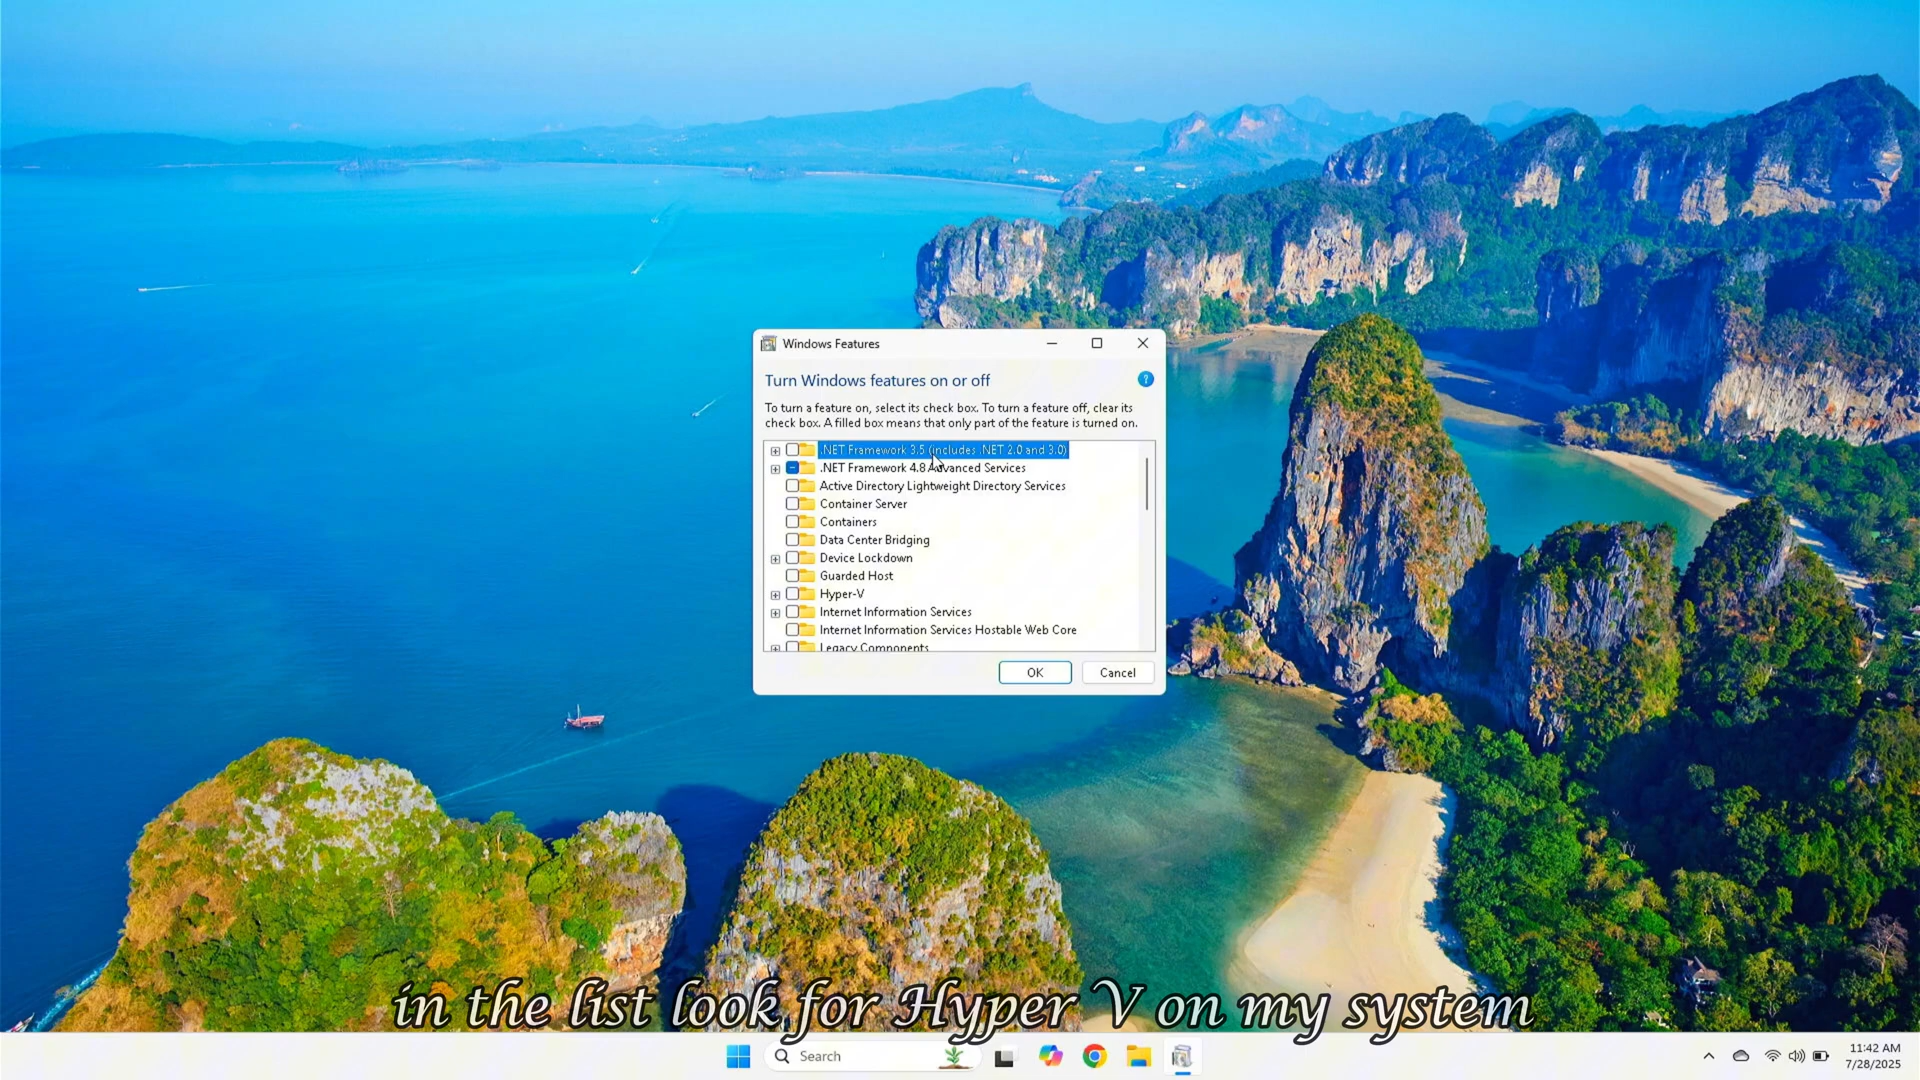 Windows Features
Turn Windows features on or off
?
To turn a feature on, select its check box. To turn a feature off, clear its
check box. A filled box means that only part of the feature is turned on.
.NET Framework 3.5 (includes .NET 2.0 and 3.0)
.NET Framework 4.8 Advanced Services
Active Directory Lightweight Directory Services
Container Server
Containers
Data Center Bridging
Device Lockdown
Guarded Host
Hyper-V
Internet Information Services
Internet Information Services Hostable Web Core
Legacy Components
OK
Cancel
in the list look for Hyper V on my system
Search
11:42 AM
7/28/2025